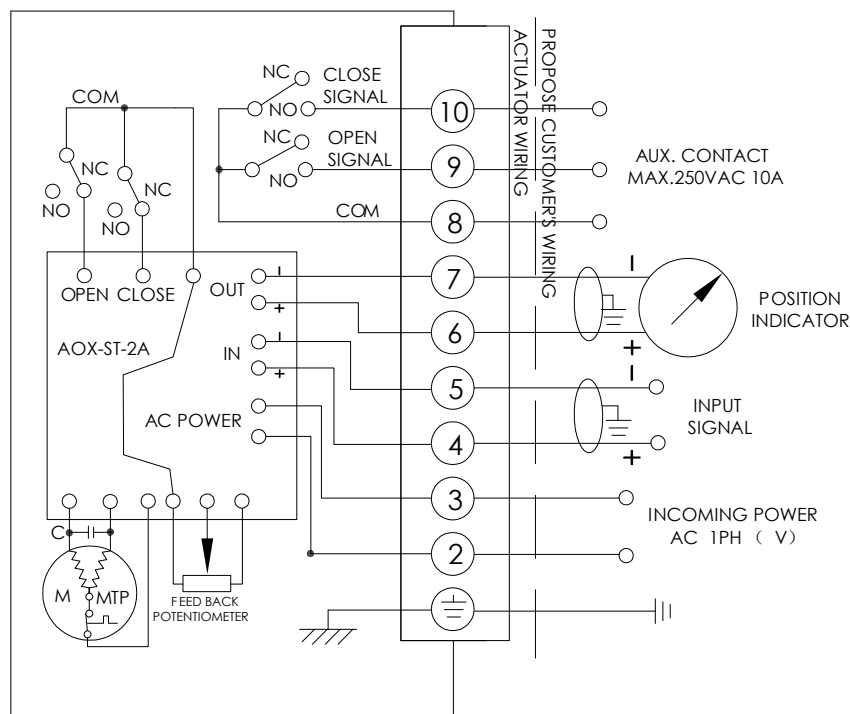 COM
NC
NO
NC
NO
NC
CLOSE
SIGNAL
NO
NC
OPEN
SIGNAL
NO
COM
10
9
8
7
6
5
4
3
2
ACTUATOR WIRING
PROPOSE CUSTOMER'S WIRING
AUX. CONTACT
MAX.250VAC 10A
OPEN CLOSE
OUT
-
+
AOX-ST-2A
IN
-
+
AC POWER
-
+
POSITION
INDICATOR
-
+
INPUT
SIGNAL
INCOMING POWER
AC 1PH ( V)
C
M
MTP
FEED BACK
POTENTIOMETER